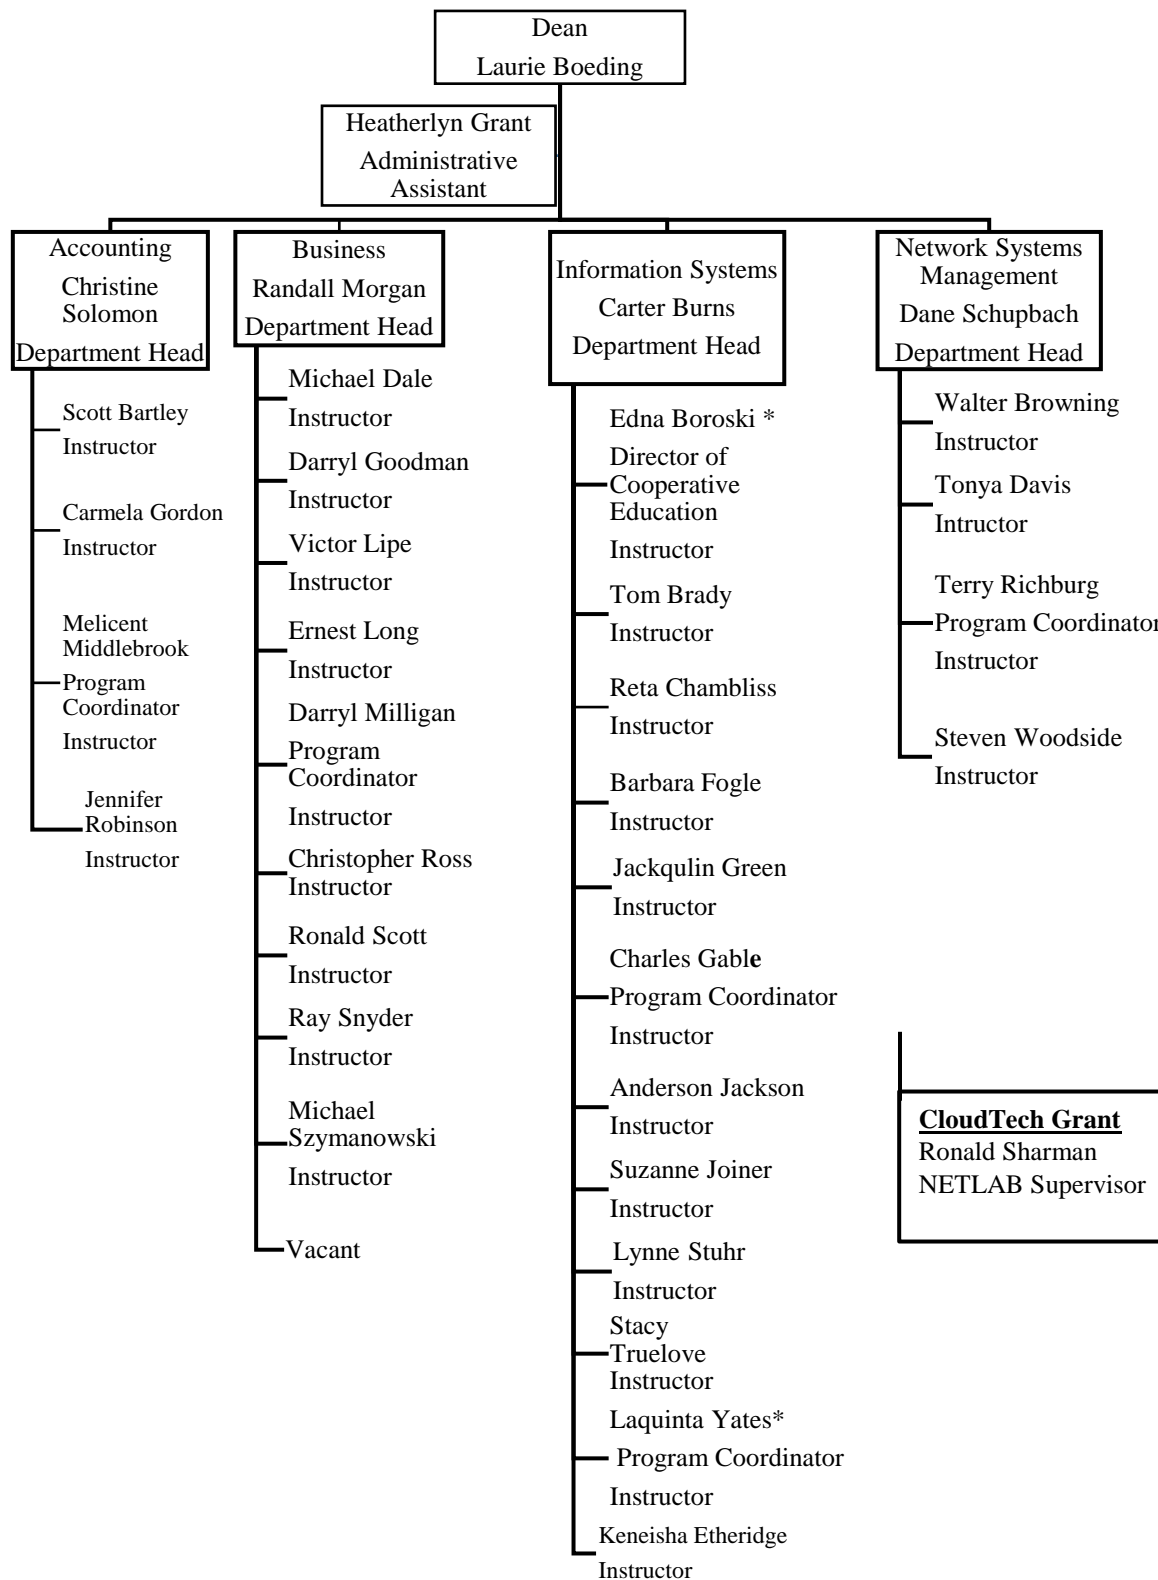 Dean
Laurie Boeding
Heatherlyn Grant
Administrative
Assistant
Accounting
Christine
Solomon
Department Head
Scott Bartley
Instructor
Carmela Gordon
Instructor
Melicent
Middlebrook
Program
Coordinator
Instructor
Jennifer
Robinson
Instructor
Business
Randall Morgan
Department Head
Michael Dale
Instructor
Darryl Goodman
Instructor
Victor Lipe
Instructor
Ernest Long
Instructor
Darryl Milligan
Program
Coordinator
Instructor
Christopher Ross
Instructor
Ronald Scott
Instructor
Ray Snyder
Instructor
Michael
Szymanowski
Instructor
Vacant
Information Systems
Carter Burns
Department Head
Edna Boroski *
Director of
Cooperative
Education
Instructor
Tom Brady
Instructor
Reta Chambliss
Instructor
Barbara Fogle
Instructor
Jackqulin Green
Instructor
Charles Gable
Program Coordinator
Instructor
Anderson Jackson
Instructor
Suzanne Joiner
Instructor
Lynne Stuhr
Instructor
Stacy
Truelove
Instructor
Laquinta Yates*
Program Coordinator
Instructor
Keneisha Etheridge
Instructor
Network Systems
Management
Dane Schupbach
Department Head
Walter Browning
Instructor
Tonya Davis
Intructor
Terry Richburg
Program Coordinator
Instructor
Steven Woodside
Instructor
CloudTech Grant
Ronald Sharman
NETLAB Supervisor